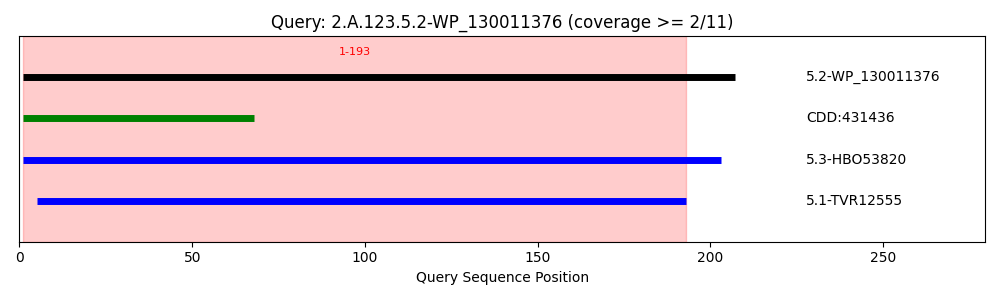 Query: 2.A.123.5.2-WP_130011376 (coverage >= 2/11)
1-193
5.2-WP_130011376
CDD:431436
5.3-HBO53820
5.1-TVR12555
0 50 100 150 200 250
Query Sequence Position